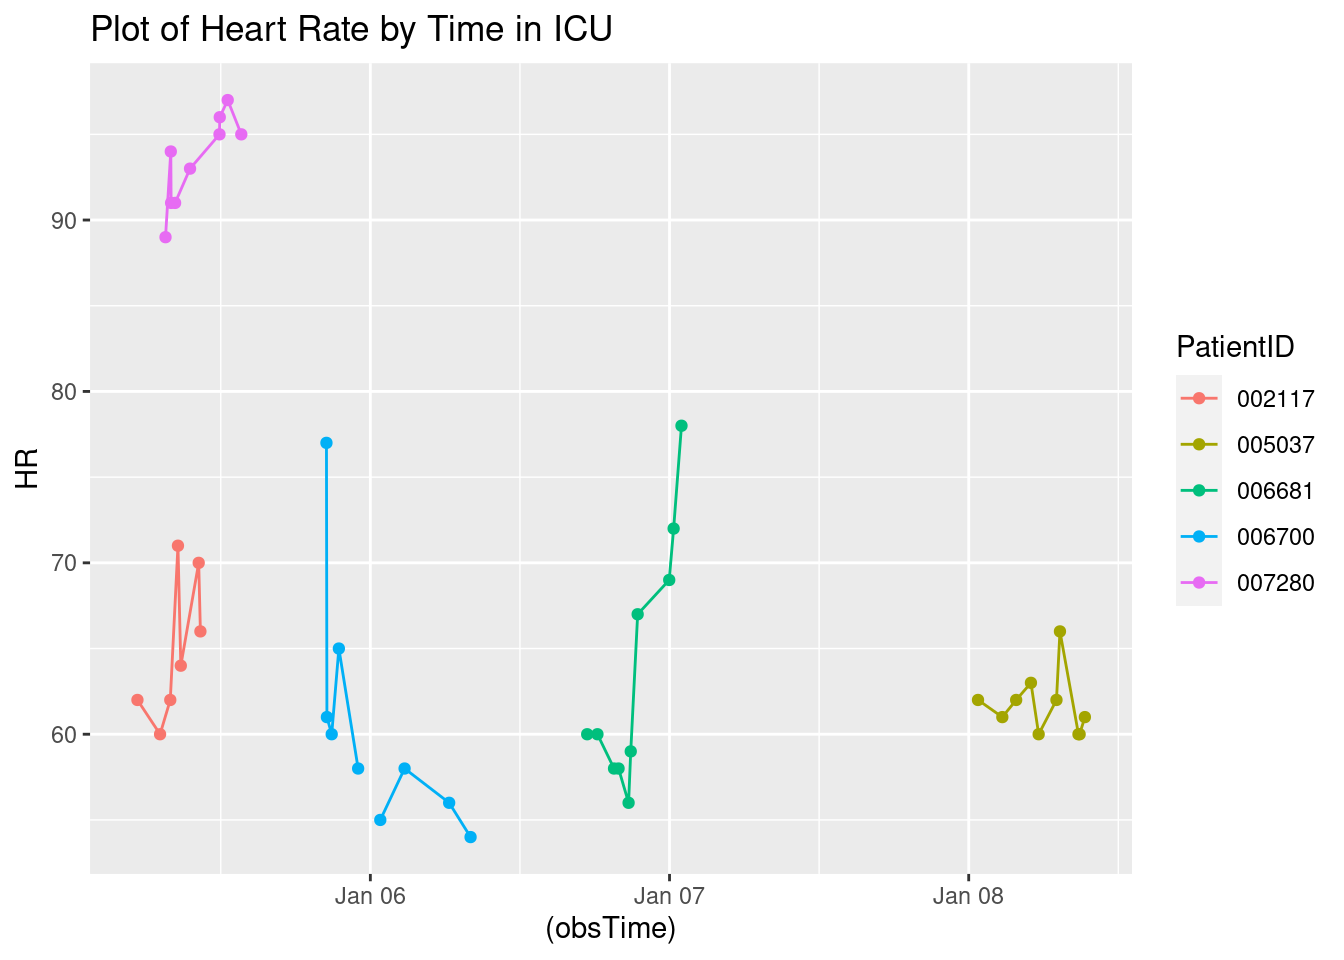 Plot of Heart Rate by Time in ICU
90
80
70
60
HR
Jan 06
Jan 07
Jan 08
(obsTime)
PatientID
002117
005037
006681
006700
007280